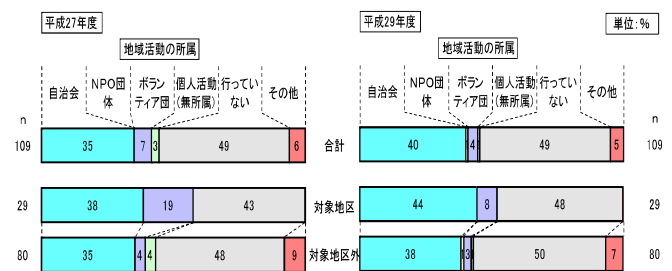 平成27年度
平成29年度
単位:%
地域活動の所属
地域活動の所属
自治会
NPO団体
ボランティア団
個人活動(無所属)
行っていない
その他
自治会
NPO団体
ボランティア団
個人活動(無所属)
行っていない
その他
n
n
109
35
7
3
49
6
合計
40
4
49
5
109
29
38
19
43
対象地区
44
8
48
29
80
35
4
4
48
9
対象地区外
38
1
3
50
7
80